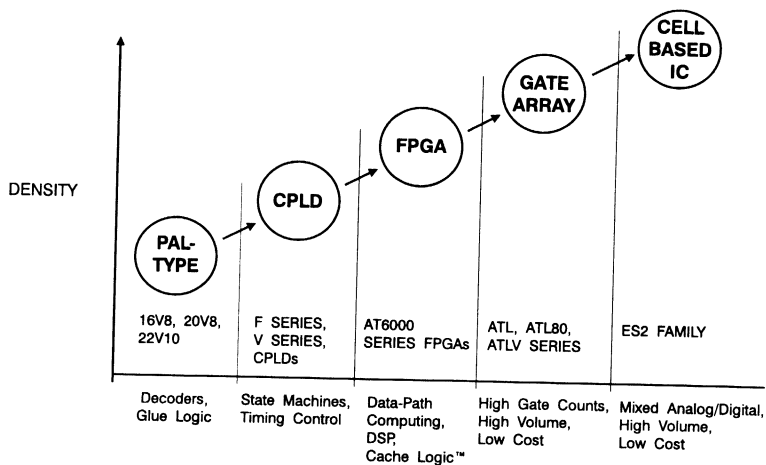 CELL
BASED
IC
GATE
ARRAY
FPGA
DENSITY
CPLD
PAL-
TYPE
16V8, 20V8,
22V10
F SERIES,
V SERIES,
CPLDs
AT6000
SERIES FPGAs
ATL, ATL80,
ATLV SERIES
ES2 FAMILY
Decoders,
Glue Logic
State Machines,
Timing Control
Data-Path
Computing,
DSP,
Cache Logic™
High Gate Counts,
High Volume,
Low Cost
Mixed Analog/Digital,
High Volume,
Low Cost